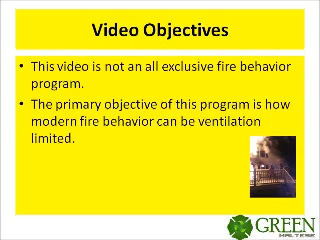 Video Objectives
• This video is not an all exclusive fire behavior
program.
• The primary objective of this program is how
modern fire behavior can be ventilation
limited.
GREEN
MALTESE